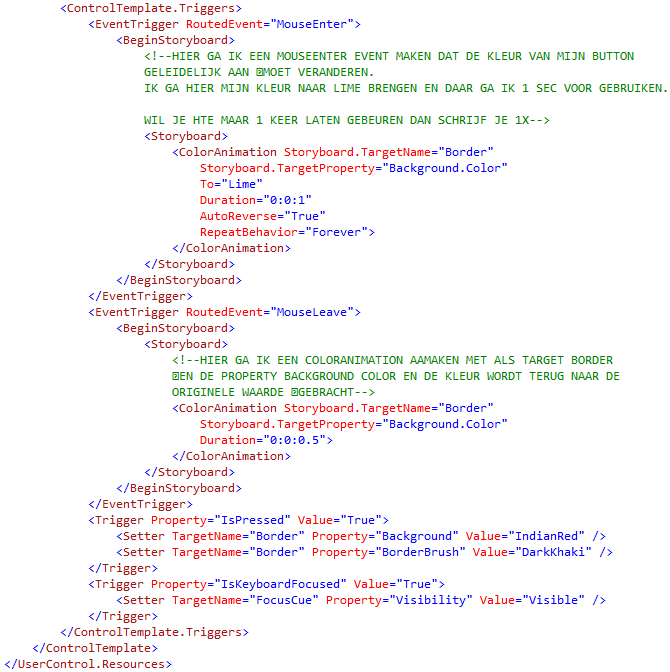 <ControlTemplate.Triggers>
<EventTrigger RoutedEvent="MouseEnter">
<BeginStoryboard>
<!--HIER GA IK EEN MOUSEENTER EVENT MAKEN DAT DE KLEUR VAN MIJN BUTTON
GELEIDELIJK AAN MOET VERANDEREN.
IK GA HIER MIJN KLEUR NAAR LIME BRENGEN EN DAAR GA IK 1 SEC VOOR GEBRUIKEN.
WIL JE HTE MAAR 1 KEER LATEN GEBEUREN DAN SCHRIJF JE 1X-->
<Storyboard>
<ColorAnimation Storyboard.TargetName="Border"
Storyboard.TargetProperty="Background.Color"
To="Lime"
Duration="0:0:1"
AutoReverse="True"
RepeatBehavior="Forever">
</ColorAnimation>
</Storyboard>
</BeginStoryboard>
</EventTrigger>
<EventTrigger RoutedEvent="MouseLeave">
<BeginStoryboard>
<Storyboard>
<!--HIER GA IK EEN COLORANIMATION AAMAKEN MET ALS TARGET BORDER
EN DE PROPERTY BACKGROUND COLOR EN DE KLEUR WORDT TERUG NAAR DE
ORIGINELE WAARDE GEBRACHT-->
<ColorAnimation Storyboard.TargetName="Border"
Storyboard.TargetProperty="Background.Color"
Duration="0:0:0.5">
</ColorAnimation>
</Storyboard>
</BeginStoryboard>
</EventTrigger>
<Trigger Property="IsPressed" Value="True">
<Setter TargetName="Border" Property="Background" Value="IndianRed" />
<Setter TargetName="Border" Property="BorderBrush" Value="DarkKhaki" />
</Trigger>
<Trigger Property="IsKeyboardFocused" Value="True">
<Setter TargetName="FocusCue" Property="Visibility" Value="Visible" />
</Trigger>
</ControlTemplate.Triggers>
</ControlTemplate>
</UserControl.Resources>